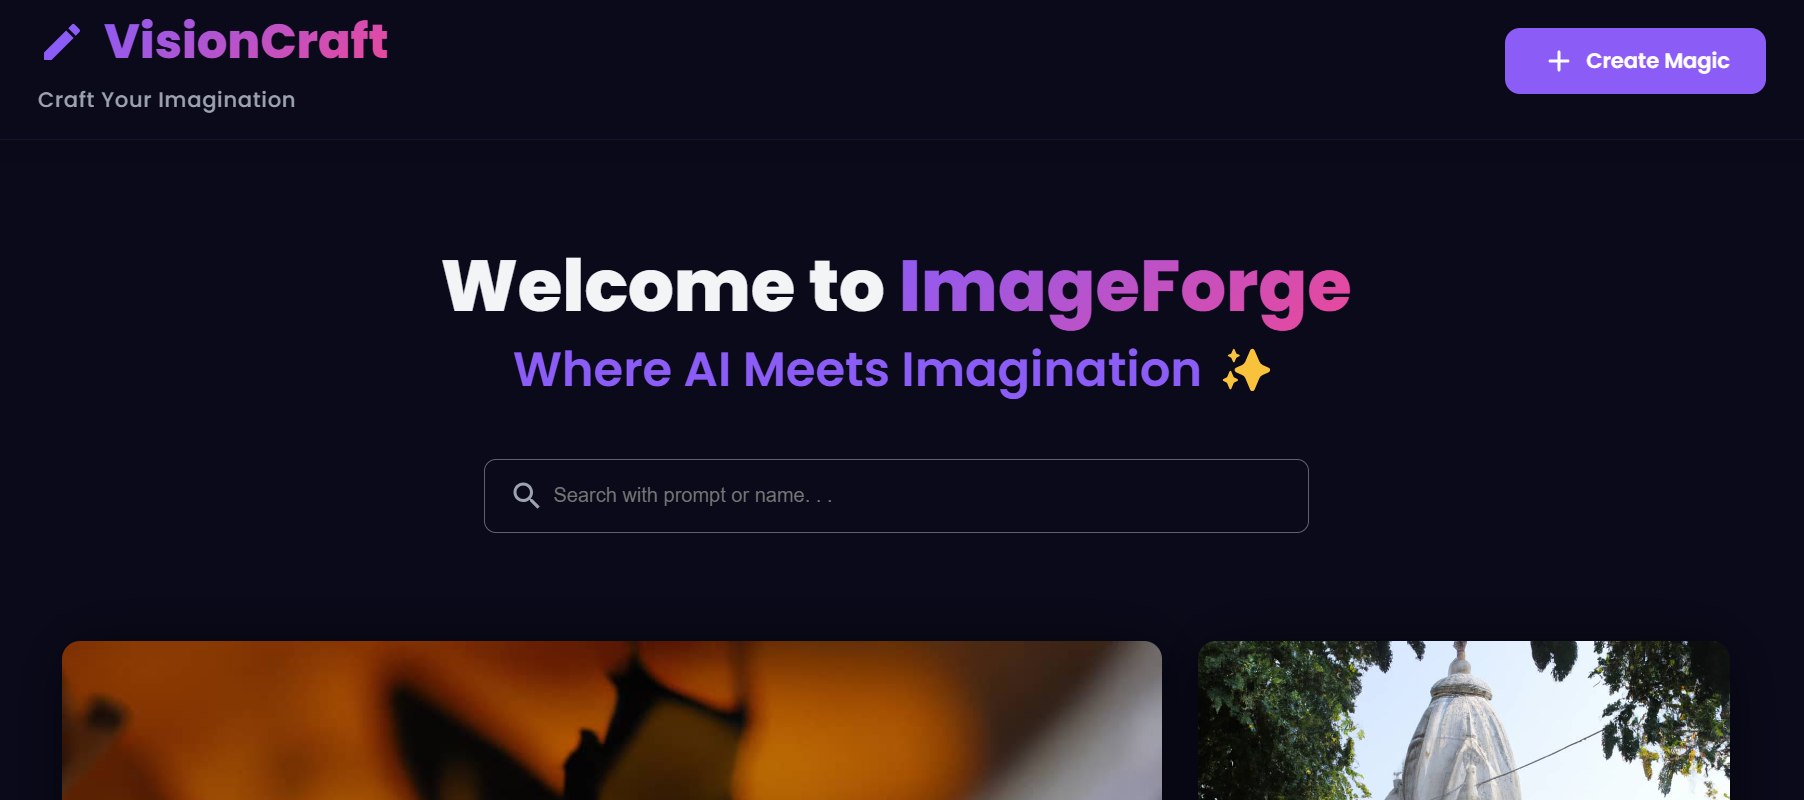 VisionCraft
Craft Your Imagination
Create Magic
Welcome to ImageForge
Where AI Meets Imagination ✨
Search with prompt or name. . .